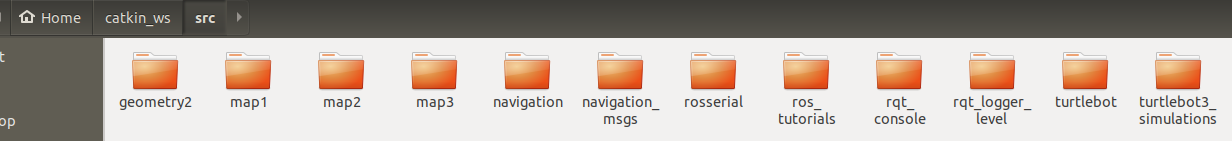 Home catkin_ws src
t
op
geometry2 map1 map2 map3 navigation navigation_ rosserial ros_ rqt_ rqt_logger_ turtlebot turtlebot3_
msgs tutorials console level simulations